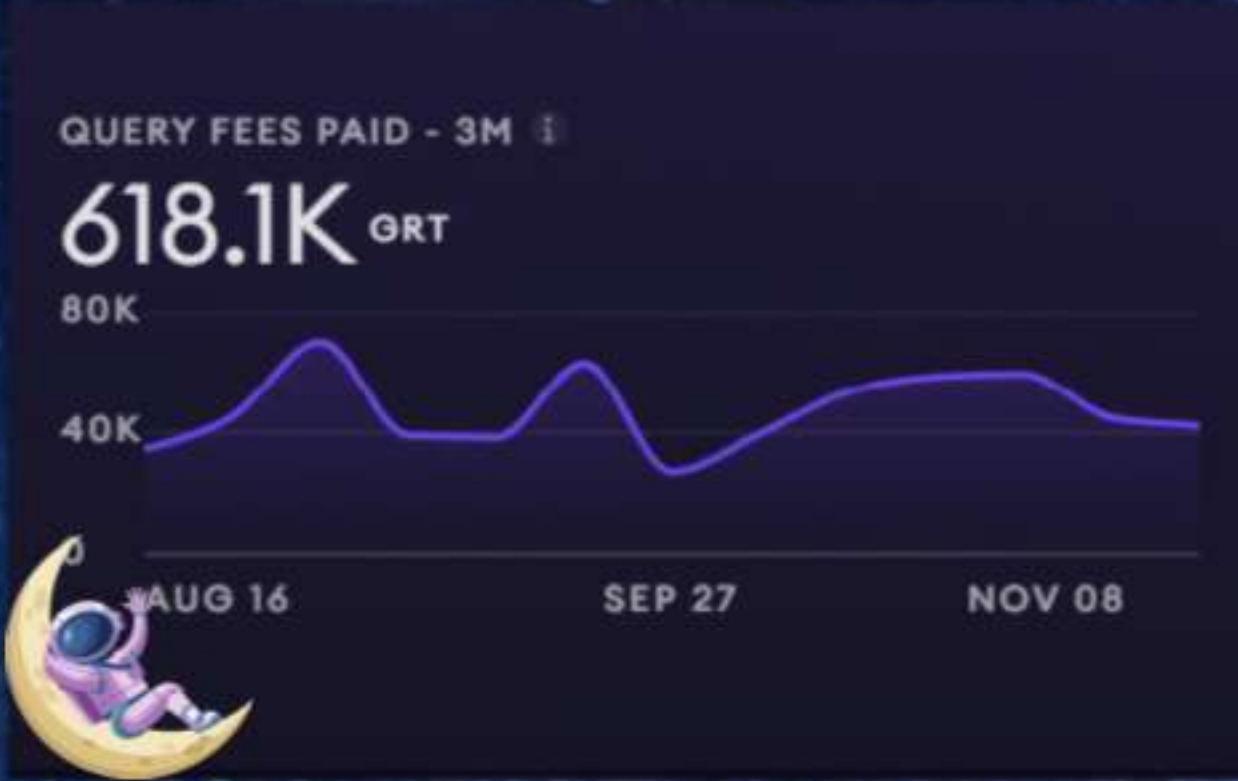 QUERY FEES PAID - 3M i
618.1K GRT
80K
40K
0
AUG 16 SEP 27 NOV 08